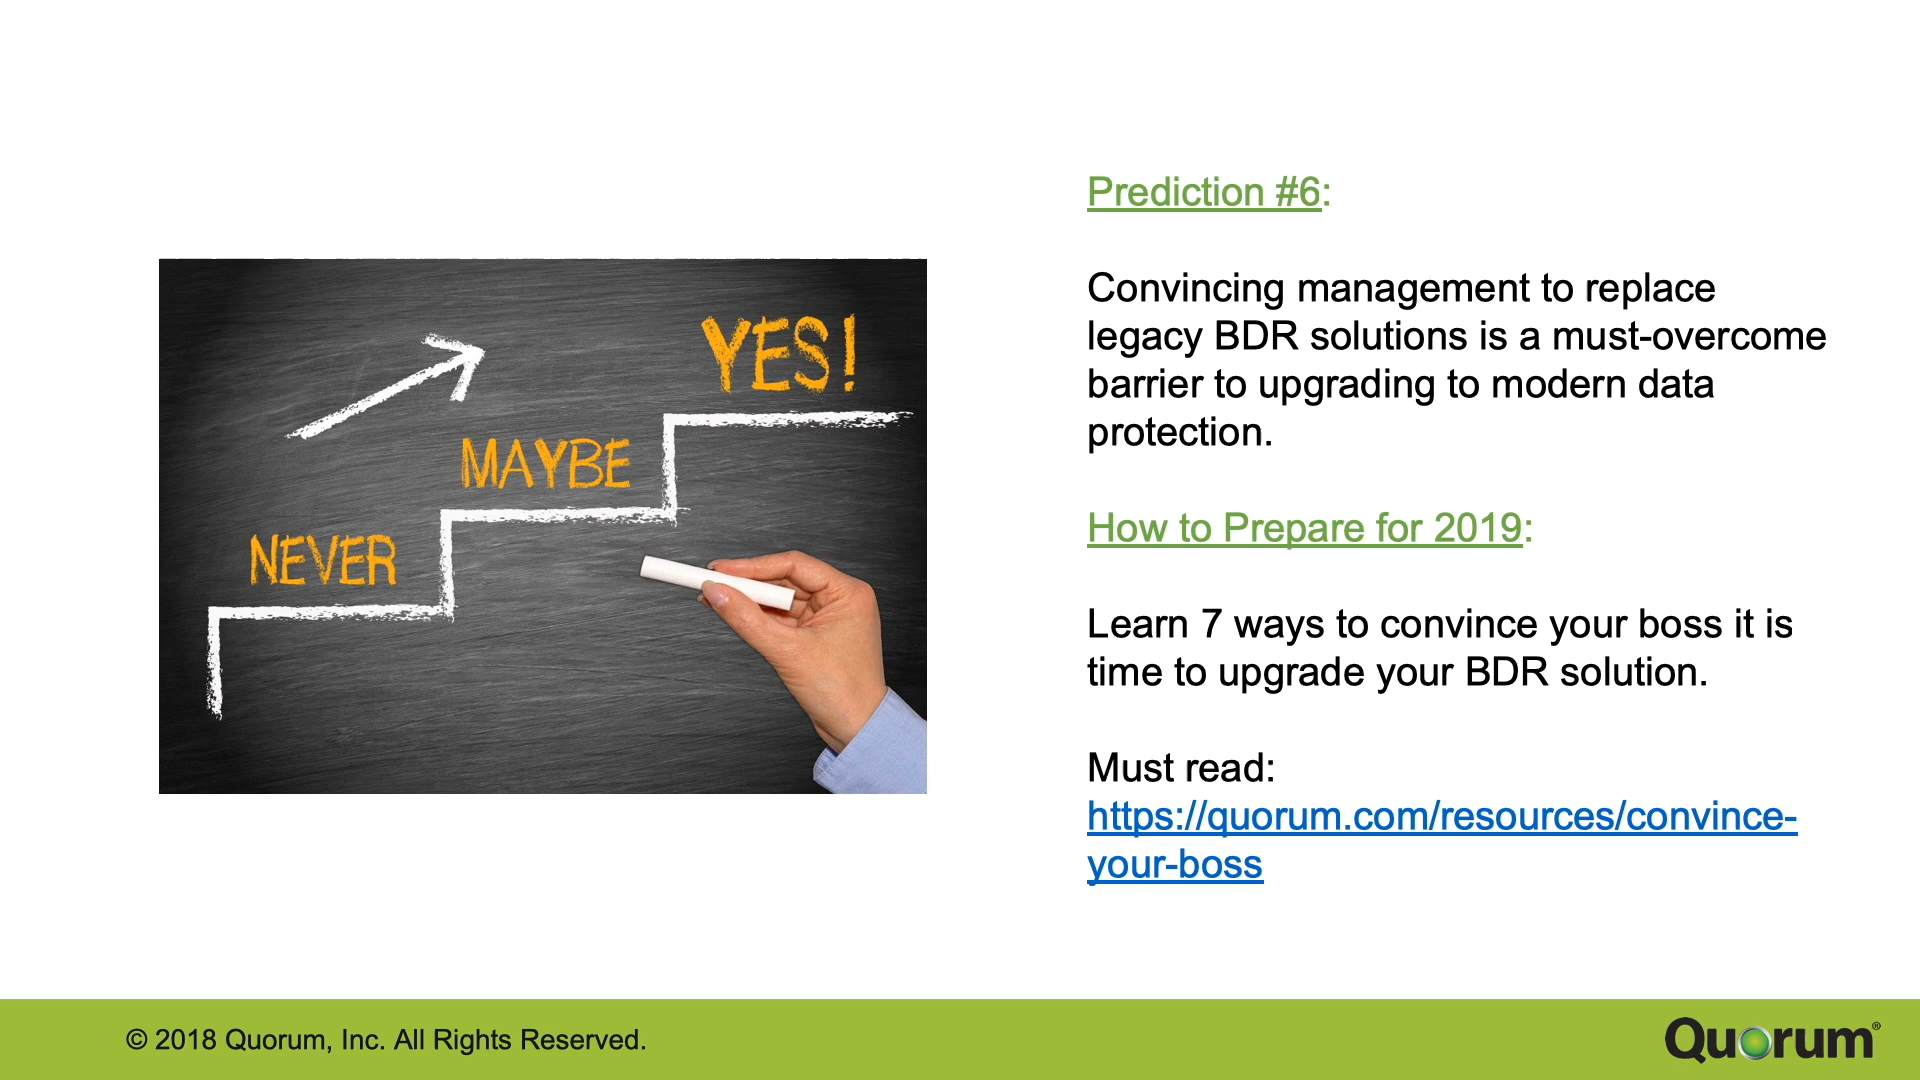 NEVER
MAYBE
YES!
Prediction #6:
Convincing management to replace
legacy BDR solutions is a must-overcome
barrier to upgrading to modern data
protection.
How to Prepare for 2019:
Learn 7 ways to convince your boss it is
time to upgrade your BDR solution.
Must read:
https://quorum.com/resources/convince-
your-boss
© 2018 Quorum, Inc. All Rights Reserved.
Quorum®